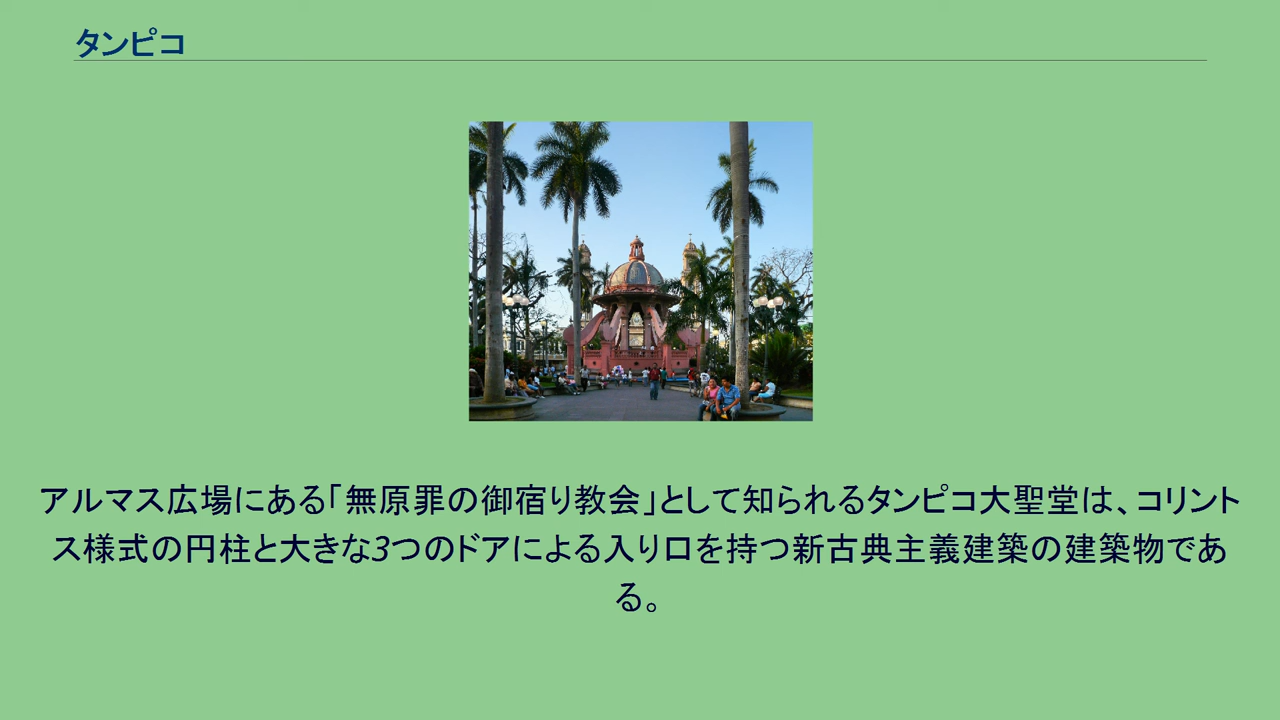 タンピコ
アルマス広場にある｢無原罪の御宿り教会｣として知られるタンピコ大聖堂は、コリント
ス様式の円柱と大きな3つのドアによる入り口を持つ新古典主義建築の建築物であ
る。